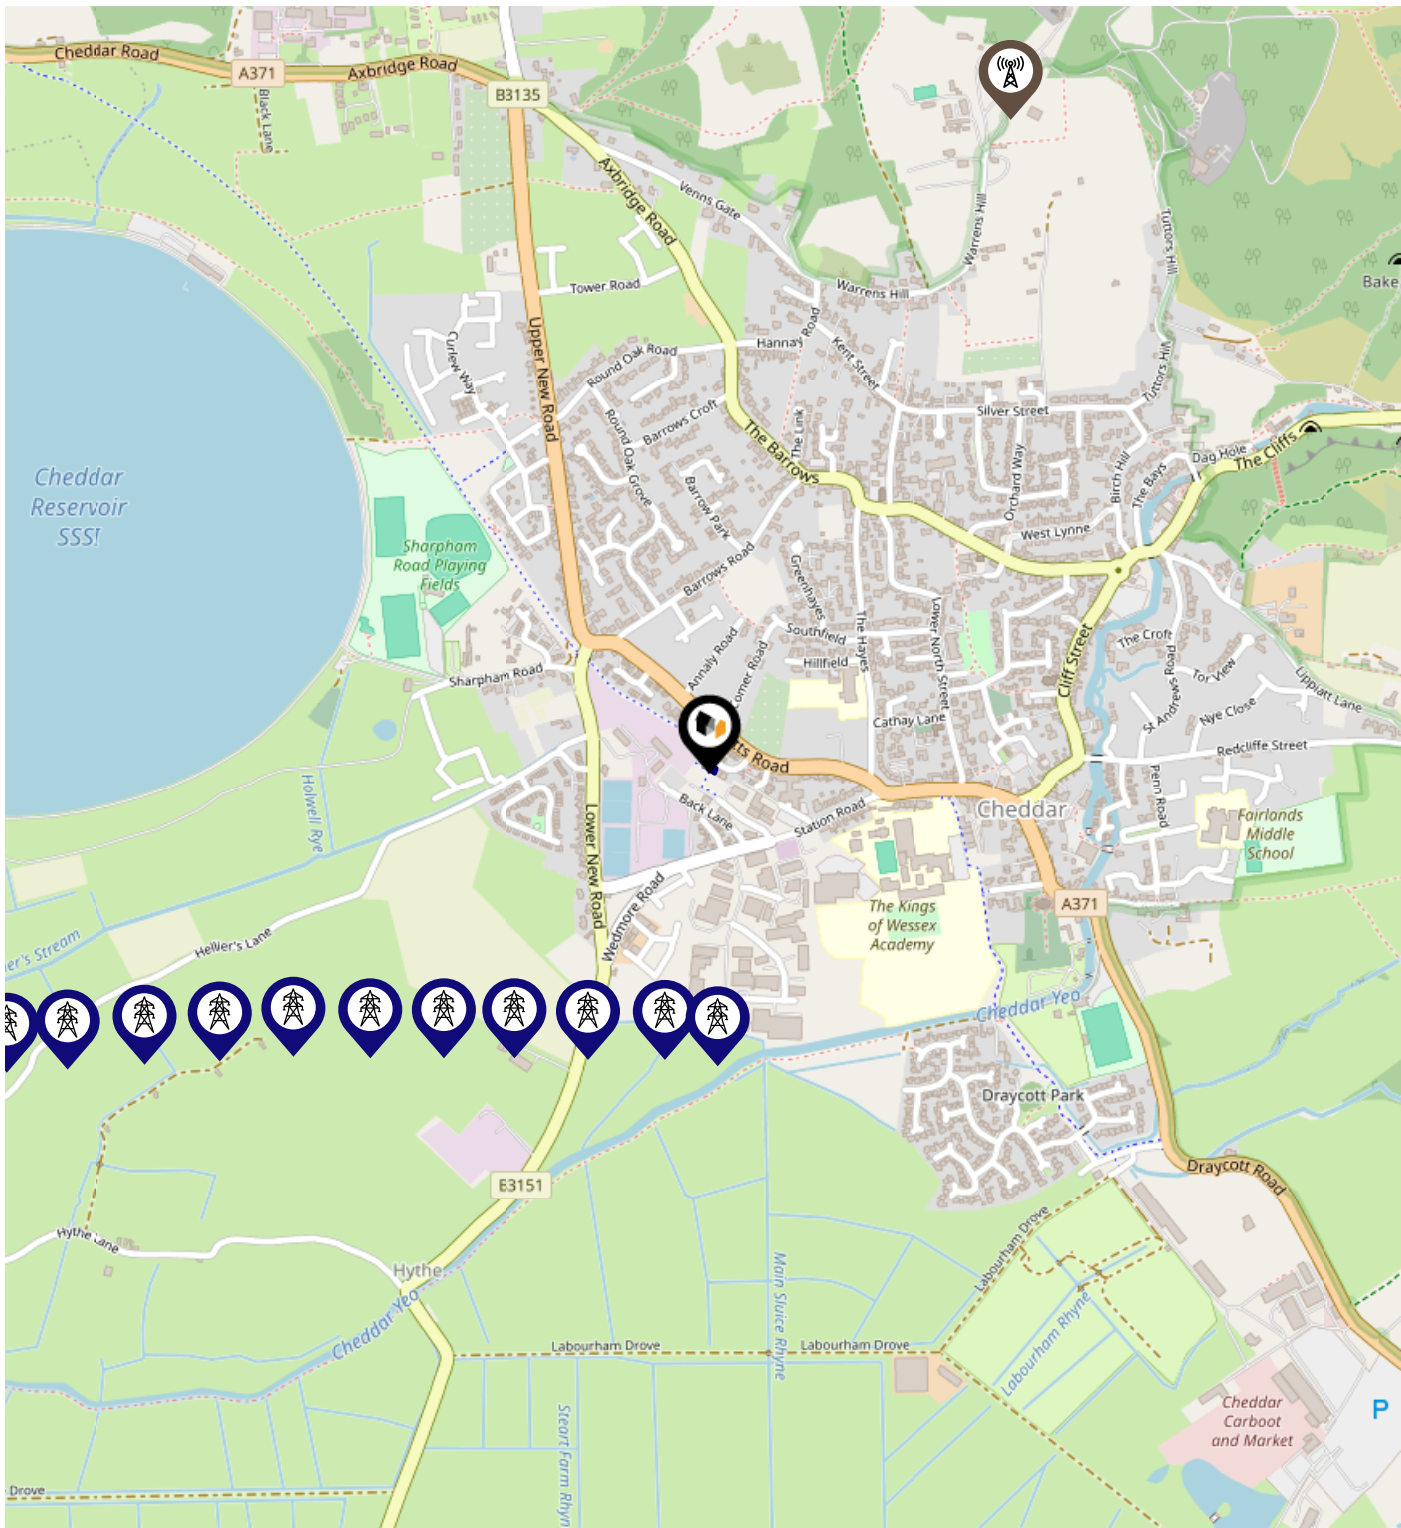 Cheddar Road
A371
Axbridge Road
B3135
Black Lane
Axbridge Road
Venns Gate
Warrens Hill
Tuttors Hill
Bake
Warrens Hill
Tower Road
Upper New Road
Curlew Way
Hannay Road
Round Oak Road
Kent Street
Tuttors Hill
Silver Street
Barrows Croft
Round Oak Grove
The Link
The Barrows
Orchard Way
Birch Hill
The Bays
Dag Hole
The Cliffs
Cheddar
Reservoir
SSSI
Barrow Park
West Lynne
Sharpham
Road Playing
Fields
Barrows Road
Greenhayes
The Hayes
Lower North Street
Southfield
Hillfield
Annaly Road
The Croft
Cliff Street
St Andrews Road
Tor View
Lippiatt Lane
Sharpham Road
Cathay Lane
Nye Close
Redcliffe Street
Penn Road
Holwell Rye
Lower New Road
Back Lane
Station Road
Cheddar
Fairlands
Middle
School
Wedmore Road
The Kings
of Wessex
Academy
A371
Hellier's Lane
er's Stream
Cheddar Yeo
Draycott Park
E3151
Draycott Road
Hythe Lane
Hythe
Cheddar Yeo
Main Sluice Rhyne
Labourham Drove
Labourham Drove
Labourham Drove
Labourham Rhyne
Cheddar
Carboot
and Market
P
Steart Farm Rhyn
Drove